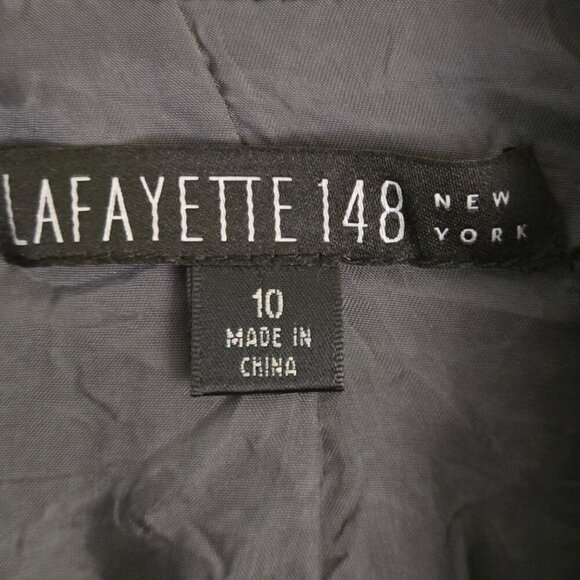 LAFAYETTE 148 NEW YORK
10
MADE IN
CHINA